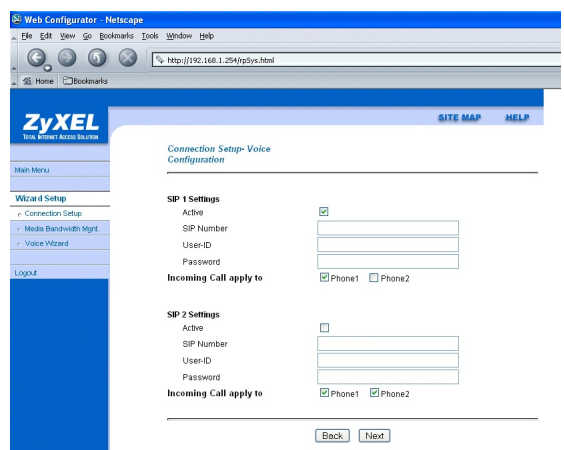 Web Configurator - Netscape
File Edit View Go Bookmarks Tools Window Help
http://192.168.1.254/rpSys.html
Home Bookmarks
SITE MAP HELP
ZyXEL
TOTAL INTERNET ACCESS SOLUTION
Main Menu
Wizard Setup
Connection Setup
Media Bandwidth Mgnt.
Voice Wizard
Logout
Connection Setup- Voice
Configuration
SIP 1 Settings
Active
SIP Number
User-ID
Password
Incoming Call apply to Phone1 Phone2
SIP 2 Settings
Active
SIP Number
User-ID
Password
Incoming Call apply to Phone1 Phone2
Back Next